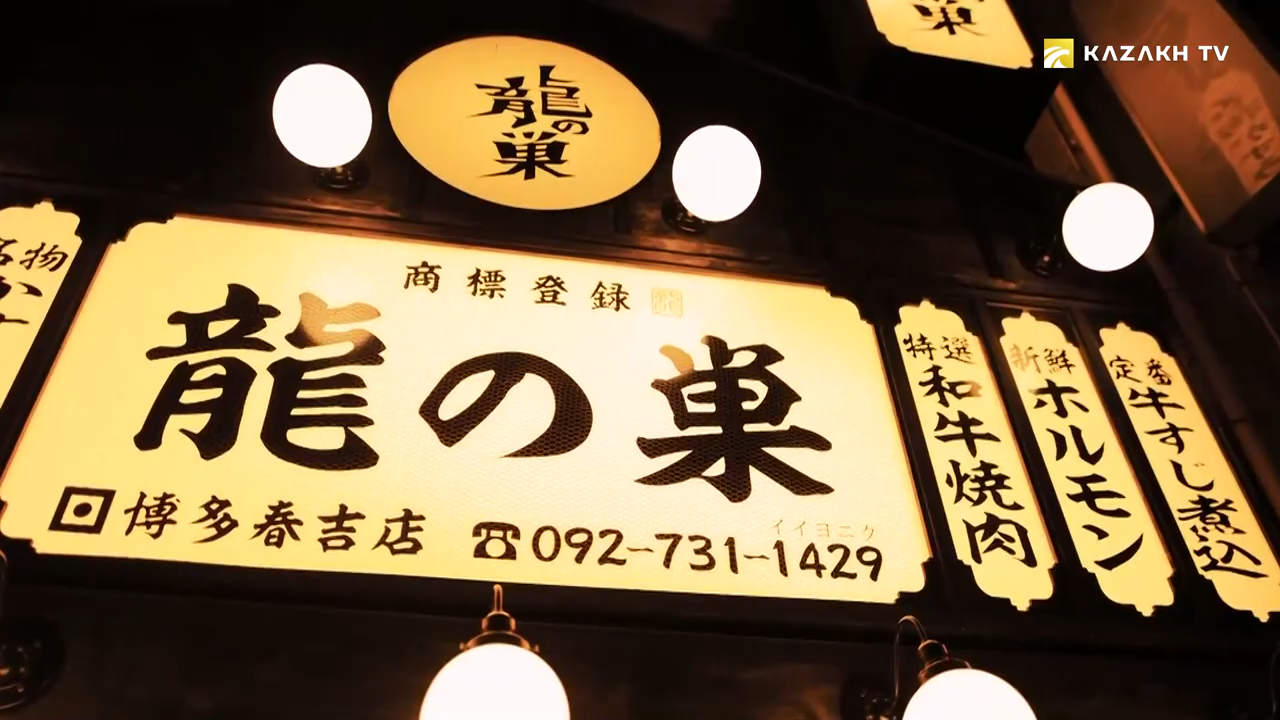 KAZAKH TV
龍の巣
商標登録
龍の巣
博多春吉店 ☎092-731-1429
イイヨニク
特選
和牛焼肉
新鮮
ホルモン
定番
牛すじ煮込